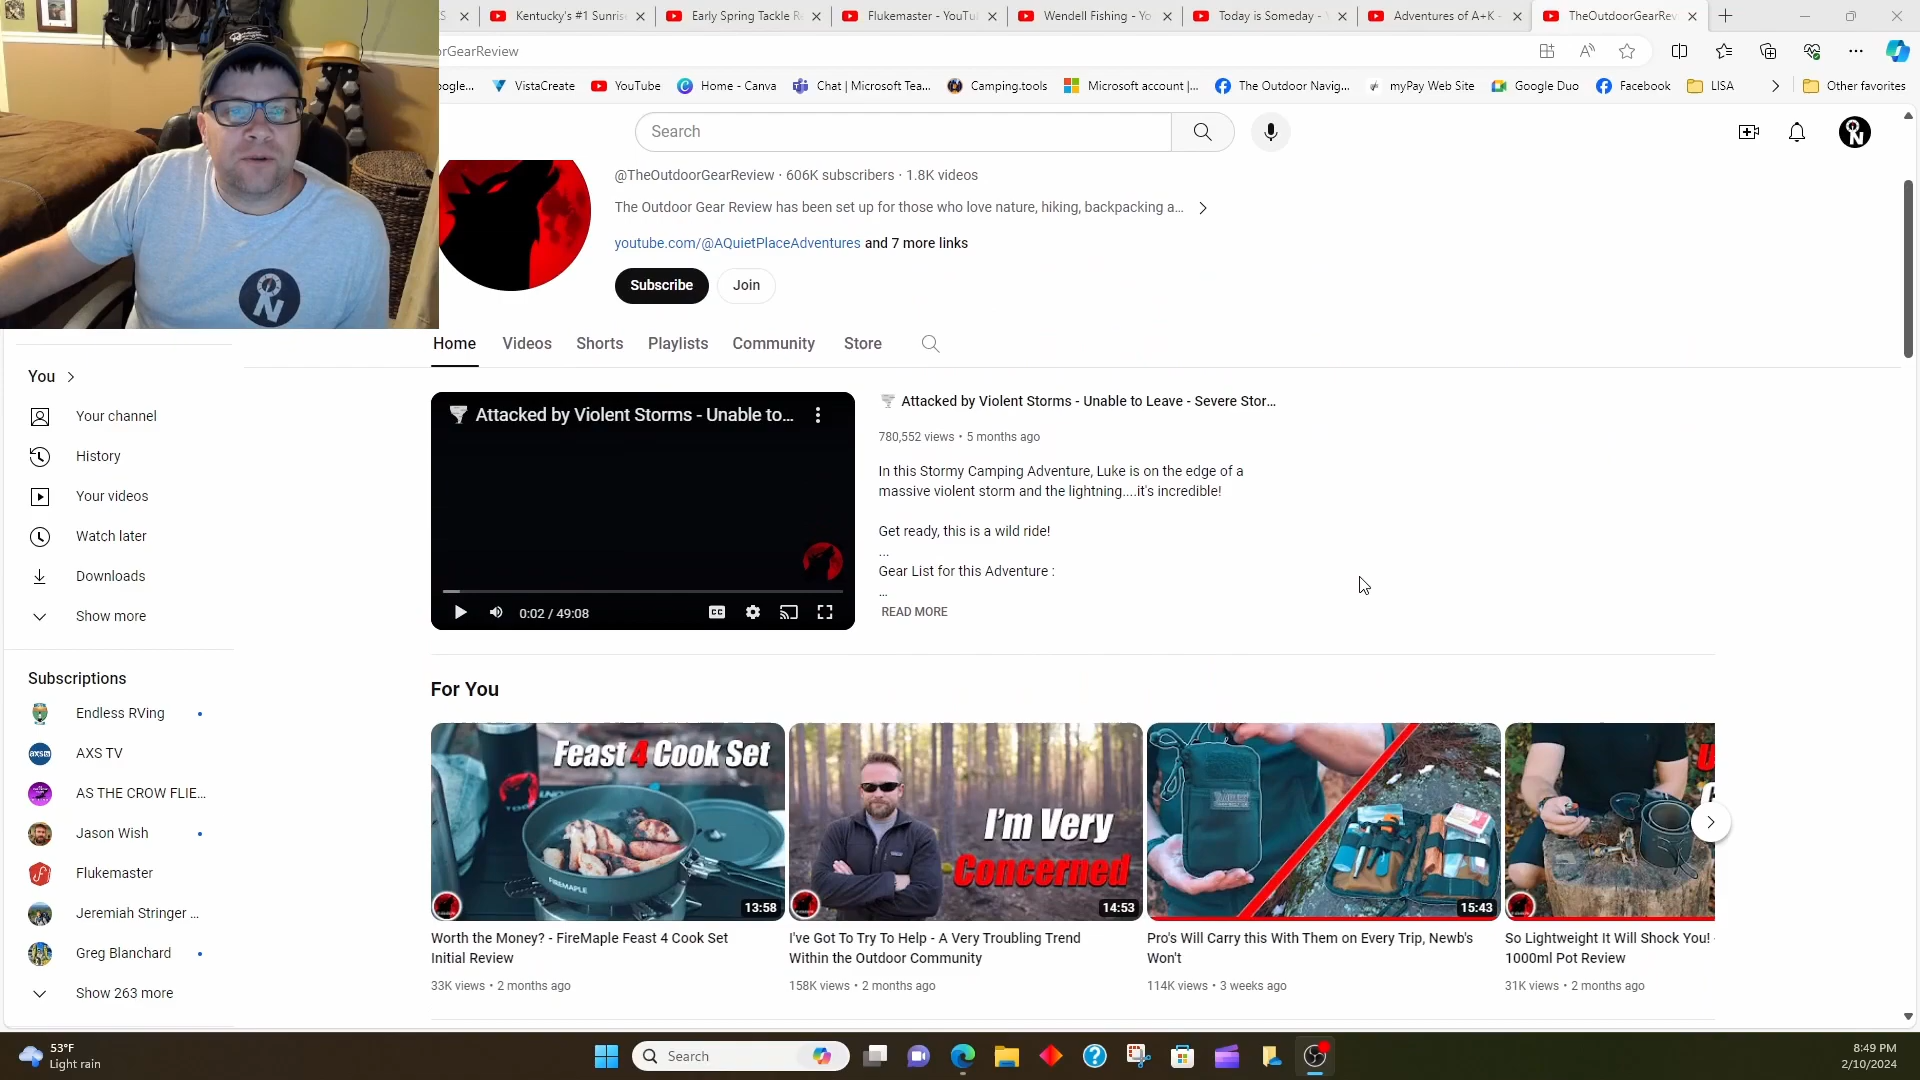 Kentucky's #1 Sunris
Early Spring Tackle R
Flukemaster - YouTu
Wendell Fishing - Yo
Today is Someday - Y
Adventures of A+K -
TheOutdoorGearRev
orGearReview
oogle...
VistaCreate
YouTube
Home - Canva
Chat | Microsoft Tea...
Camping.tools
Microsoft account |...
The Outdoor Navig...
myPay Web Site
Google Duo
Facebook
LISA
Other favorites
Search
@TheOutdoorGearReview · 606K subscribers · 1.8K videos
The Outdoor Gear Review has been set up for those who love nature, hiking, backpacking a...
youtube.com/@AQuietPlaceAdventures and 7 more links
Subscribe
Join
Home
Videos
Shorts
Playlists
Community
Store
You
Your channel
History
Your videos
Watch later
Downloads
Show more
Subscriptions
Endless RVing
AXS TV
AS THE CROW FLIE...
Jason Wish
Flukemaster
Jeremiah Stringer ...
Greg Blanchard
Show 263 more
Attacked by Violent Storms - Unable to...
0:02 / 49:08
CC
Attacked by Violent Storms - Unable to Leave - Severe Stor...
780,552 views • 5 months ago
In this Stormy Camping Adventure, Luke is on the edge of a
massive violent storm and the lightning....it's incredible!
Get ready, this is a wild ride!
...
Gear List for this Adventure :
...
READ MORE
For You
Feast 4 Cook Set
FIREMAPLE
13:58
I'm Very
Concerned
14:53
15:43
Worth the Money? - FireMaple Feast 4 Cook Set
Initial Review
33K views • 2 months ago
I've Got To Try To Help - A Very Troubling Trend
Within the Outdoor Community
158K views • 2 months ago
Pro's Will Carry this With Them on Every Trip, Newb's
Won't
114K views • 3 weeks ago
So Lightweight It Will Shock You! -
1000ml Pot Review
31K views • 2 months ago
53°F
Light rain
Search
8:49 PM
2/10/2024